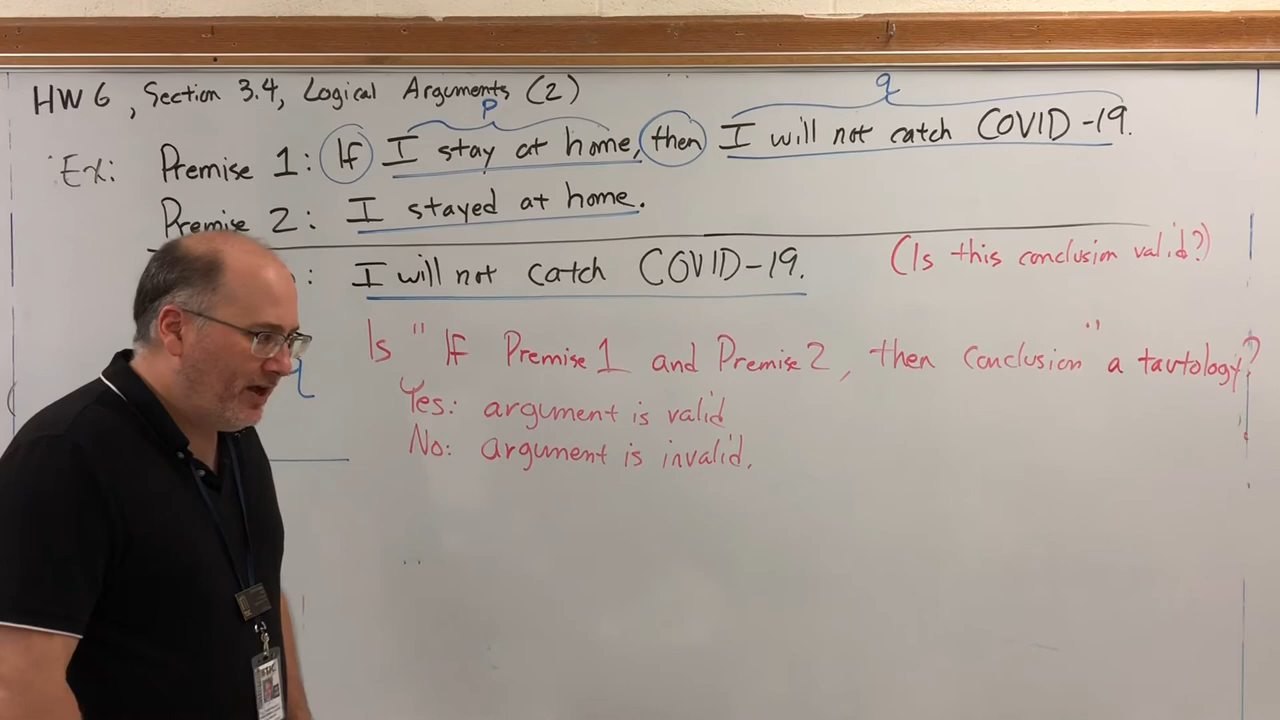 HW 6, Section 3.4, Logical Arguments (2)
p
q
Ex: Premise 1: If I stay at home, then I will not catch COVID-19.
Premise 2: I stayed at home.
: I will not catch COVID-19. (Is this conclusion valid?)
Is "If Premise 1 and Premise 2, then conclusion" a tautology?
q
Yes: argument is valid
No: argument is invalid.